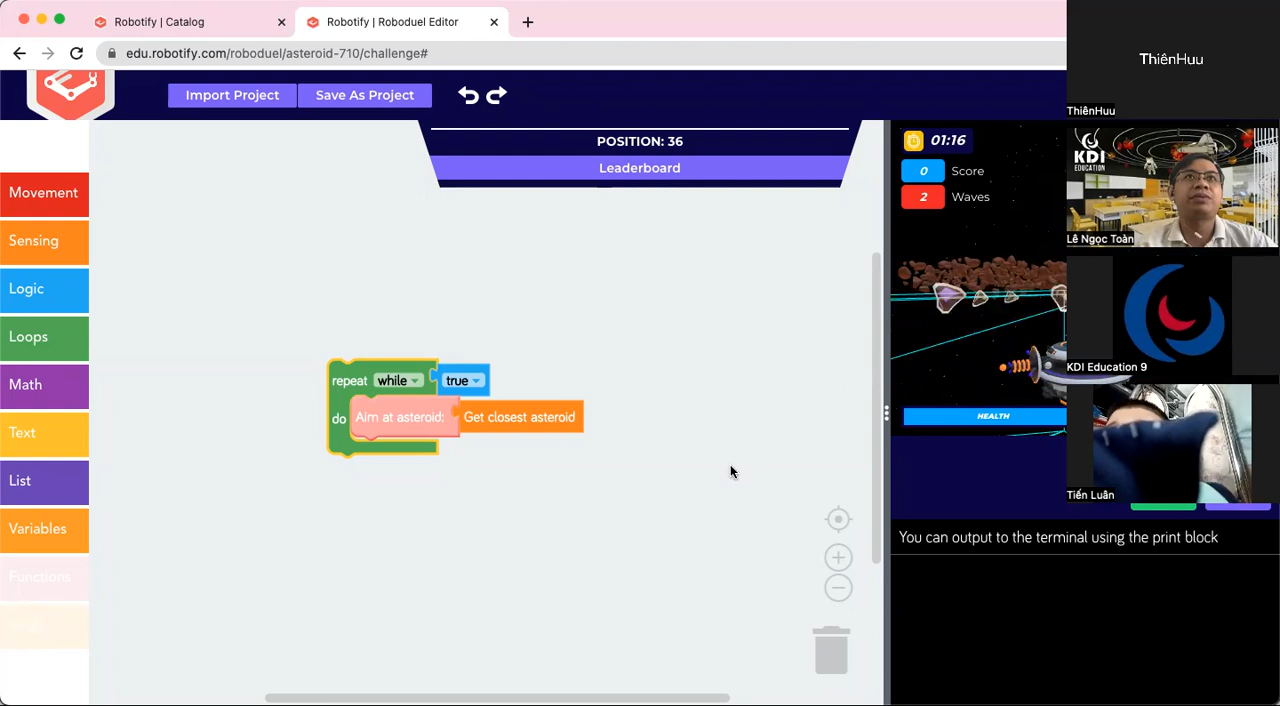 Robotify | Catalog
Robotify | Roboduel Editor
edu.robotify.com/roboduel/asteroid-710/challenge#
Import Project
Save As Project
POSITION: 36
Leaderboard
Movement
Sensing
Logic
Loops
Math
Text
List
Variables
Functions
repeat while true
do Aim at asteroid: Get closest asteroid
01:16
0 Score
2 Waves
HEALTH
You can output to the terminal using the print block
ThiênHuu
ThiênHuu
KDI
EDUCATION
Lê Ngọc Toàn
KDI Education 9
Tiến Luân